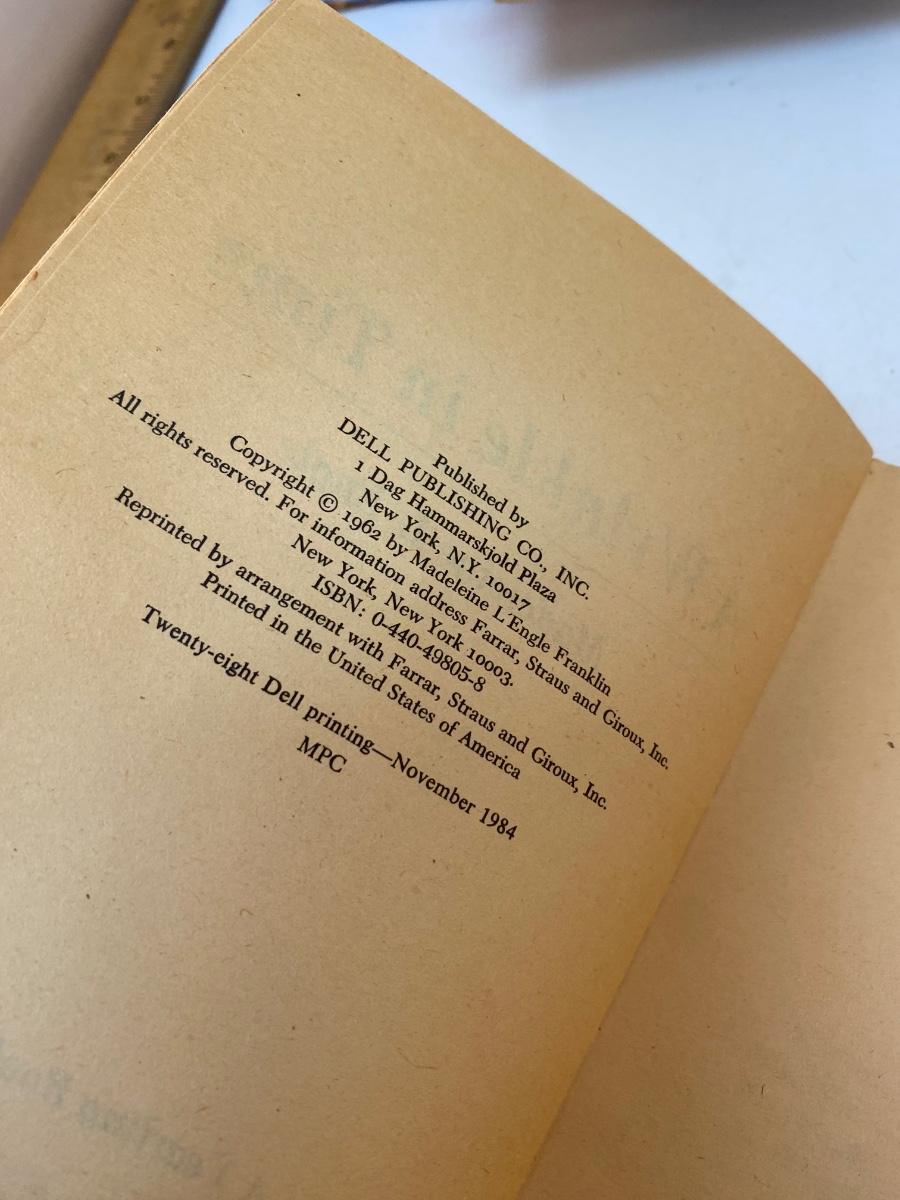 Published by
DELL PUBLISHING CO., INC.
1 Dag Hammarskjold Plaza
New York, N.Y. 10017
Copyright © 1962 by Madeleine L'Engle Franklin
All rights reserved. For information address Farrar, Straus and Giroux, Inc.
New York, New York 10003.
ISBN: 0-440-49805-8
Reprinted by arrangement with Farrar, Straus and Giroux, Inc.
Printed in the United States of America
Twenty-eight Dell printing—November 1984
MPC